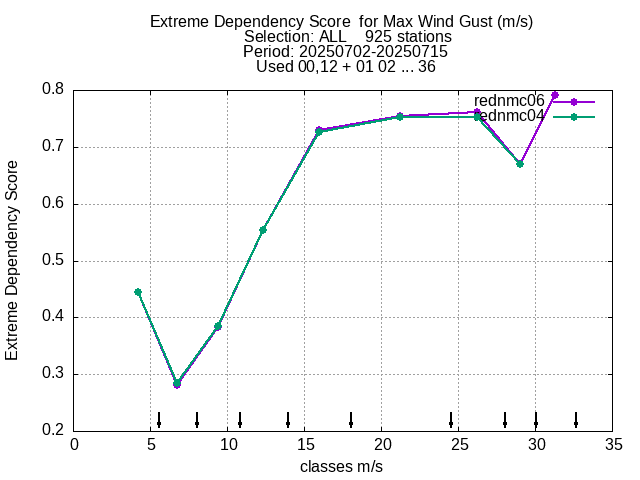 Extreme Dependency Score  for Max Wind Gust (m/s)
Selection: ALL    925 stations
Period: 20250702-20250715
Used 00,12 + 01 02 ... 36
rednmc06
rednmc04
Extreme Dependency Score
0.8
0.7
0.6
0.5
0.4
0.3
0.2
0 5 10 15 20 25 30 35
classes m/s